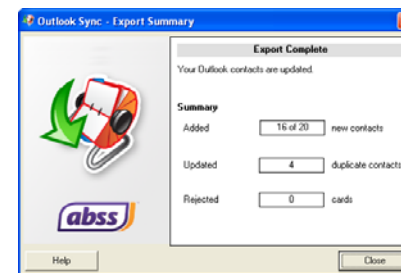 Outlook Sync - Export Summary
Export Complete
Your Outlook contacts are updated.
Summary
Added 16 of 20 new contacts
Updated 4 duplicate contacts
Rejected 0 cards
abss
Help Close